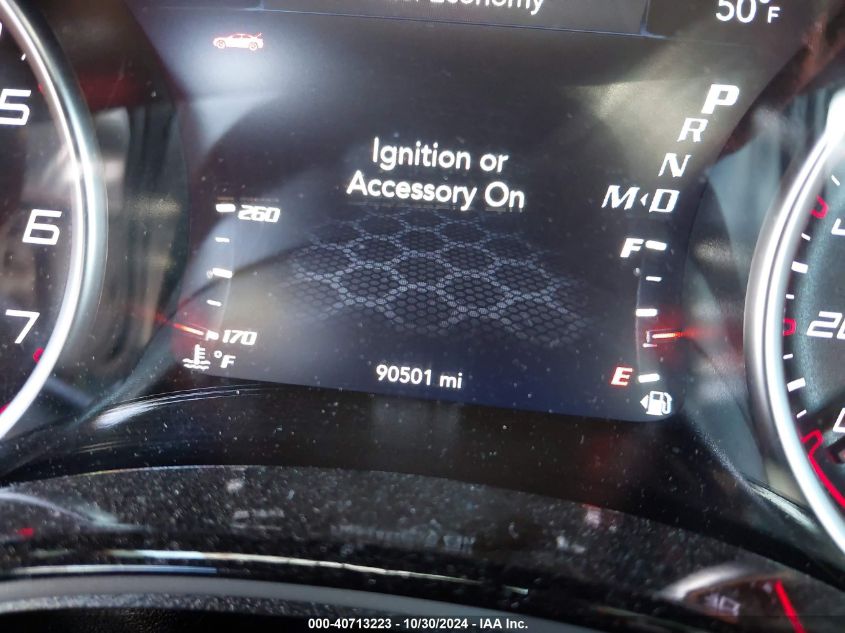 Economy
50°F
5
P
R
Ignition or
Accessory On
N
M D
260
6
F
7
170
°F
90501 mi
E
000-40713223 - 10/30/2024 - IAA Inc.